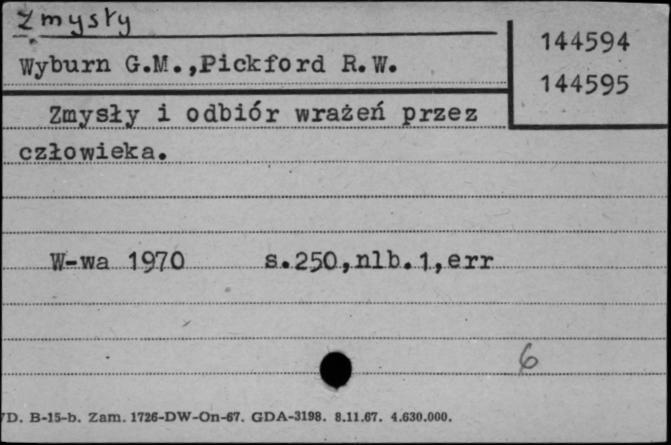 Zmysły
144594
Wyburn G.M.,Pickford R.W.
144595
Zmysły i odbiór wrażeń przez
człowieka.
W-wa 1970 s.250,nlb.1,err
6
/D. B-15-b. Zam. 1726-DW-On-67. GDA-3198. 8.11.67. 4.630.000.